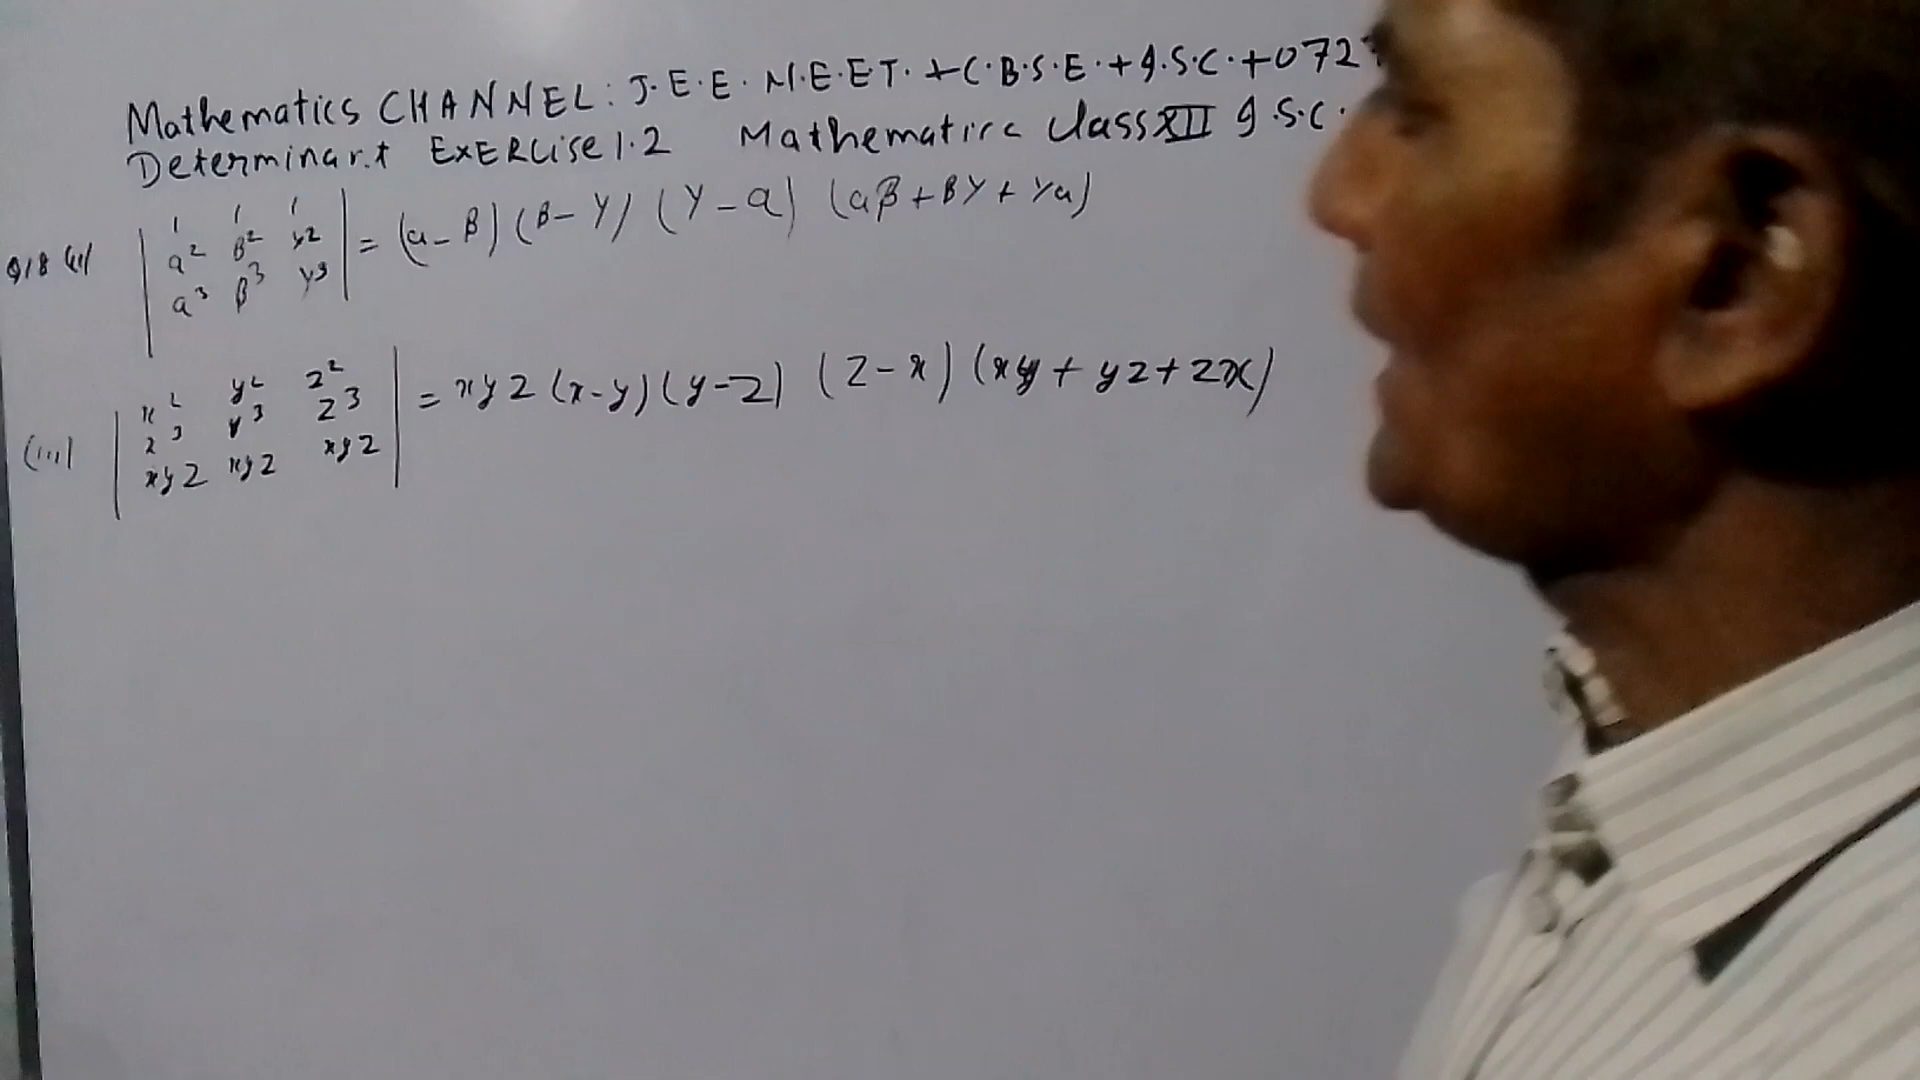 Mathematics CHANNEL: J.E.E. N.E.E.T. + C.B.S.E. + I.S.C. + 072
Determinant EXERCISE 1.2 Mathematics Class XII I.S.C.
Q18 (ii) | 1 1 1 | = (α - β) (β - γ) (γ - α) (αβ + βγ + γα)
α² β² γ²
α³ β³ γ³
(iii) | x² y² z² | = xyz (x-y) (y-z) (z-x) (xy + yz + zx)
x³ y³ z³
xyz xyz xyz